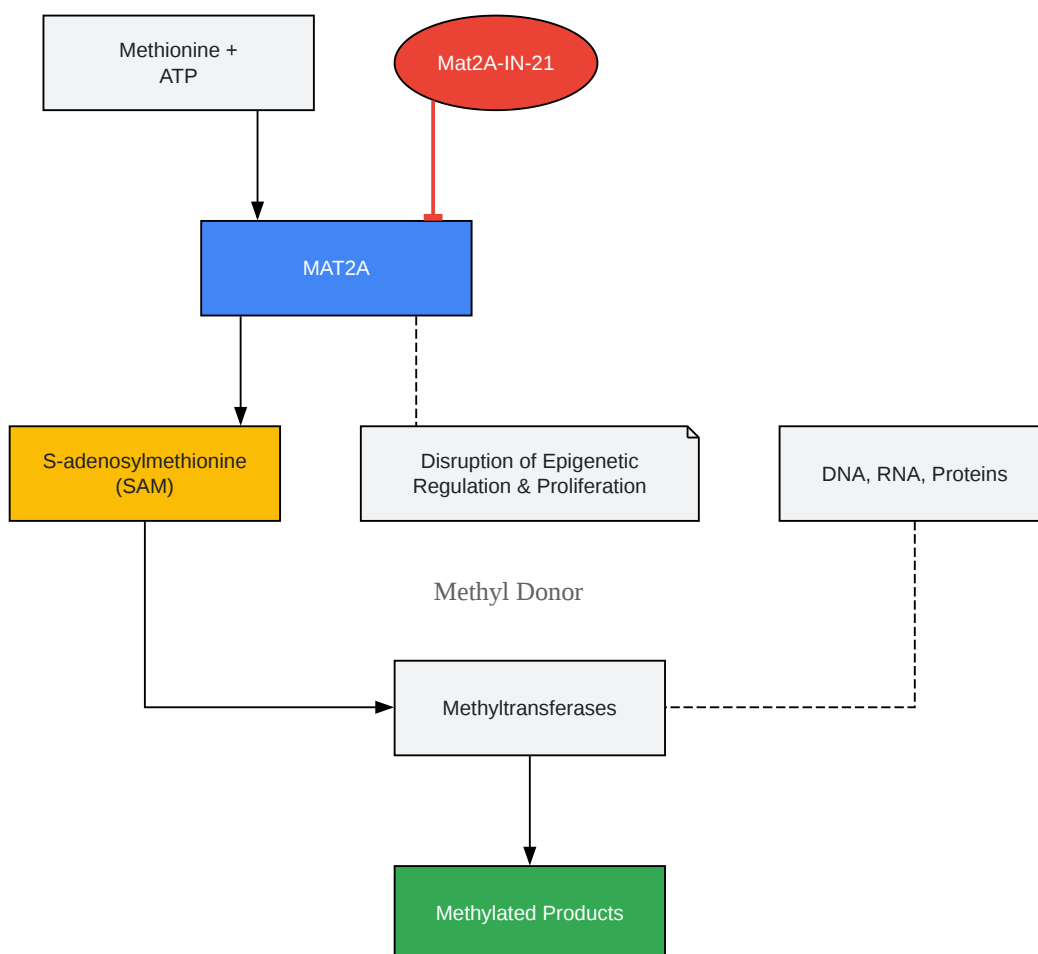 Methionine +
ATP
Mat2A-IN-21
MAT2A
S-adenosylmethionine
(SAM)
Disruption of Epigenetic
Regulation & Proliferation
DNA, RNA, Proteins
Methyl Donor
Methyltransferases
Methylated Products